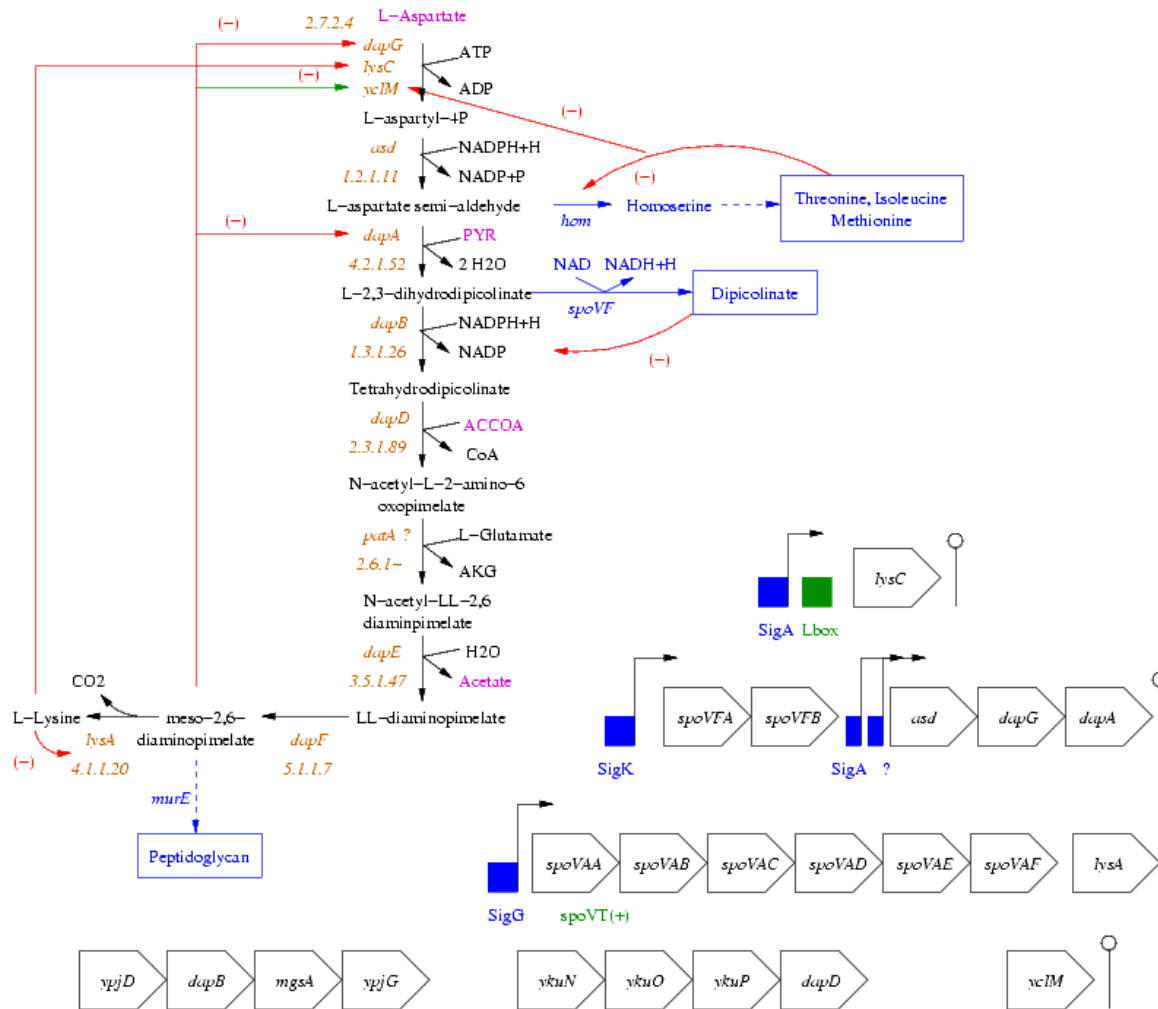 2.7.2.4
L-Aspartate
(-)
dapG
ATP
lysC
(-)
yclM
ADP
(-)
L-aspartyl-4P
asd
NADPH+H
1.2.1.11
NADP+P
(-)
L-aspartate semi-aldehyde
hom
Homoserine
Threonine, Isoleucine
Methionine
(-)
dapA
PYR
4.2.1.52
2 H2O
NAD
NADH+H
L-2,3-dihydrodipicolinate
spoVF
Dipicolinate
dapB
NADPH+H
1.3.1.26
NADP
(-)
Tetrahydrodipicolinate
dapD
ACCOA
2.3.1.89
CoA
N-acetyl-L-2-amino-6
oxopimelate
patA ?
L-Glutamate
2.6.1-
AKG
N-acetyl-LL-2,6
diaminpimelate
dapE
H2O
3.5.1.47
Acetate
CO2
L-Lysine
meso-2,6-
diaminopimelate
LL-diaminopimelate
lysA
dapF
(-)
4.1.1.20
5.1.1.7
murE
Peptidoglycan
lysC
SigA
Lbox
spoVFA
spoVFB
asd
dapG
dapA
SigK
SigA
?
spoVAA
spoVAB
spoVAC
spoVAD
spoVAE
spoVAF
lysA
SigG
spoVT(+)
ypjD
dapB
mgsA
ypjG
ykuN
ykuO
ykuP
dapD
yclM